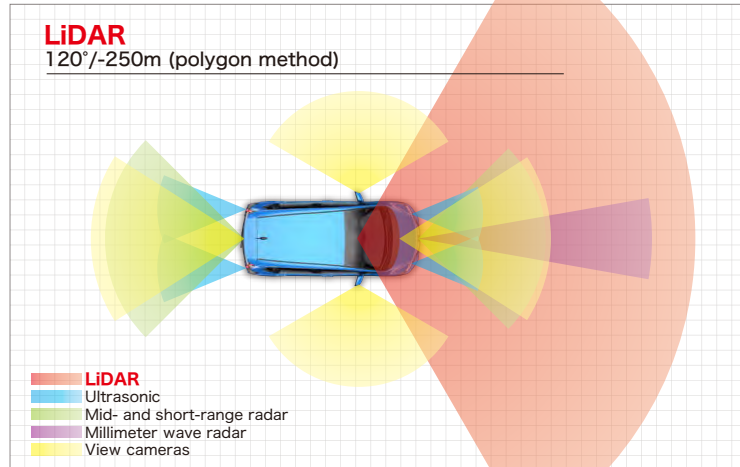 LiDAR
120°/-250m (polygon method)
LiDAR
Ultrasonic
Mid- and short-range radar
Millimeter wave radar
View cameras